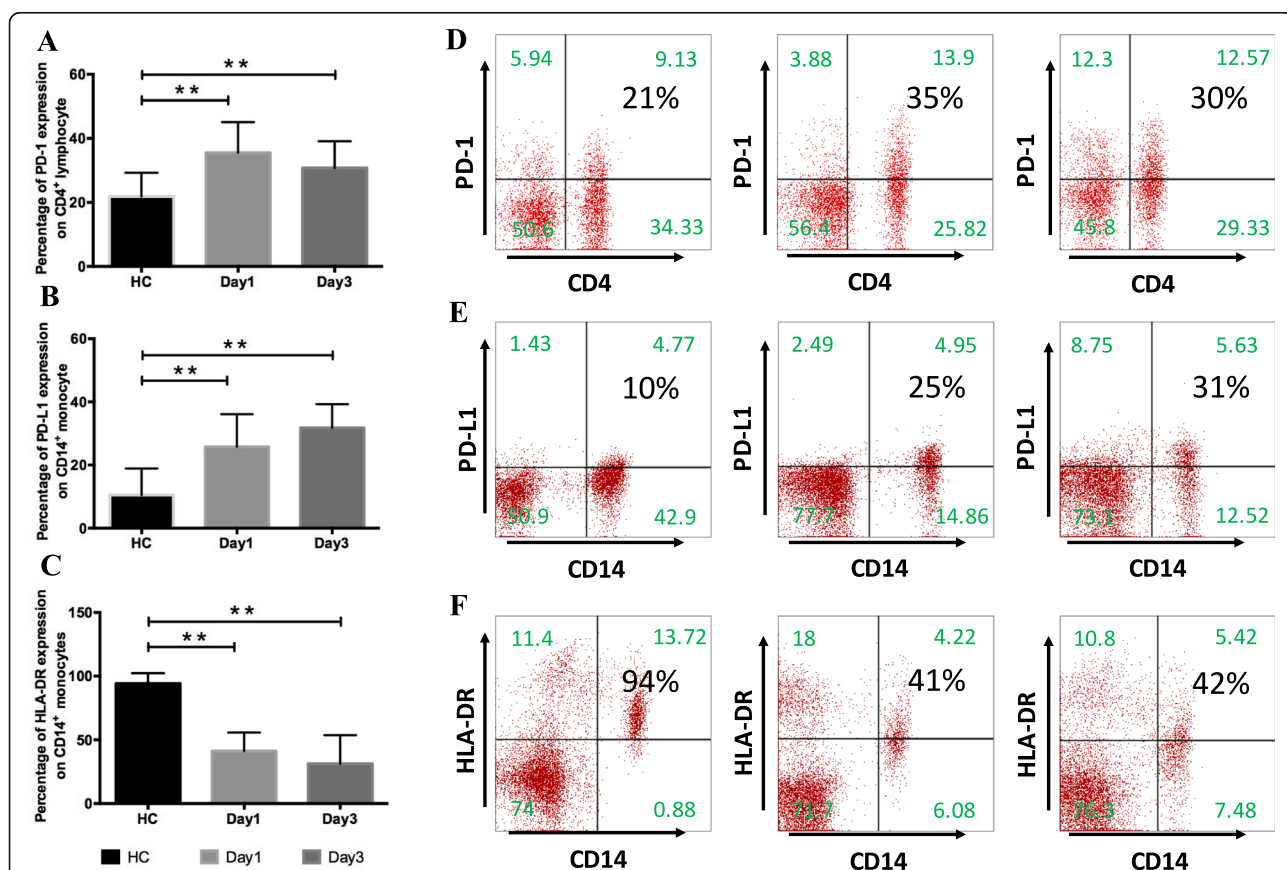 A
Percentage of PD-1 expression
on CD4+ lymphocyte
60
40
20
0
** 
**
HC Day1 Day3
B
Percentage of PD-L1 expression
on CD14+ monocyte
60
40
20
0
**
**
HC Day1 Day3
C
Percentage of HLA-DR expression
on CD14+ monocytes
150
100
50
0
**
**
HC Day1 Day3
HC Day1 Day3
D
PD-1
5.94 9.13
21%
50.6 34.33
CD4
PD-1
3.88 13.9
35%
56.4 25.82
CD4
PD-1
12.3 12.57
30%
45.8 29.33
CD4
E
PD-L1
1.43 4.77
10%
50.9 42.9
CD14
PD-L1
2.49 4.95
25%
77.7 14.86
CD14
PD-L1
8.75 5.63
31%
73.1 12.52
CD14
F
HLA-DR
11.4 13.72
94%
74 0.88
CD14
HLA-DR
18 4.22
41%
71.7 6.08
CD14
HLA-DR
10.8 5.42
42%
76.3 7.48
CD14